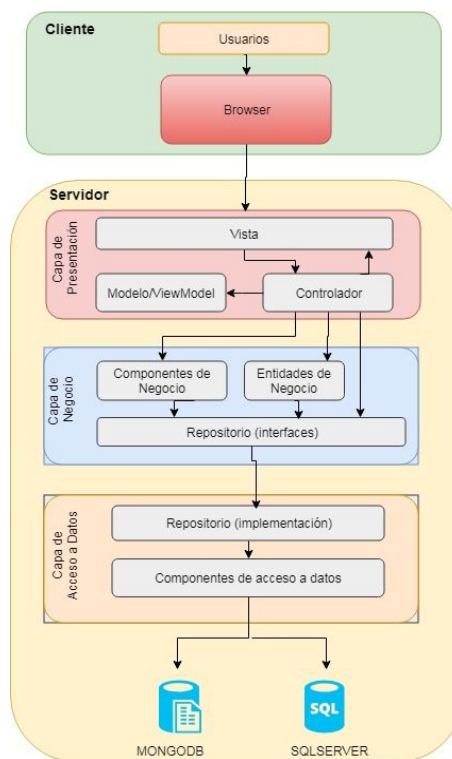 Cliente
Usuarios
Browser
Servidor
Capa de
Presentación
Vista
Modelo/ViewModel
Controlador
Capa de
Negocio
Componentes de
Negocio
Entidades de
Negocio
Repositorio (interfaces)
Capa de
Acceso a Datos
Repositorio (implementación)
Componentes de acceso a datos
SQL
MONGODB
SQLSERVER